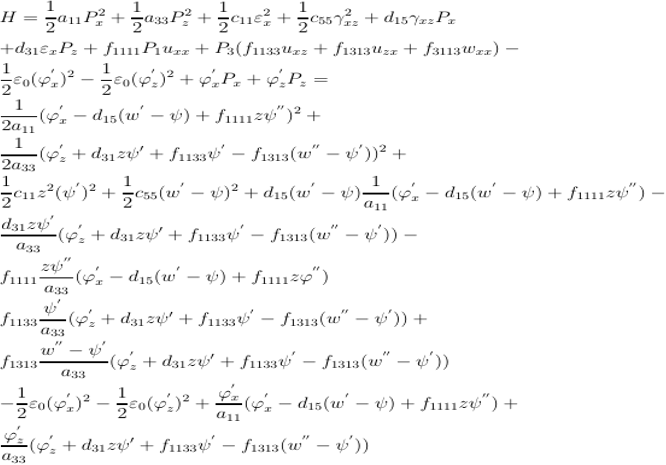 H = \frac{1}{2}a_{11}P_x^2 + \frac{1}{2}a_{33}P_z^2 + \frac{1}{2}c_{11}\varepsilon_x^2 + \frac{1}{2}c_{55}\gamma_{xz}^2 + d_{15}\gamma_{xz}P_x
+d_{31}\varepsilon_x P_z + f_{1111}P_1u_{xx} + P_3(f_{1133}u_{xz} + f_{1313}u_{zx} + f_{3113}w_{xx}) -
\frac{1}{2}\varepsilon_0(\varphi_x^{'})^2 - \frac{1}{2}\varepsilon_0(\varphi_z^{'})^2 + \varphi_x^{'}P_x + \varphi_z^{'}P_z =
\frac{1}{2a_{11}}(\varphi_x^{'} - d_{15}(w^{'} - \psi) + f_{1111}z\psi^{''})^2 +
\frac{1}{2a_{33}}(\varphi_z^{'} + d_{31}z\psi\prime + f_{1133}\psi^{'} - f_{1313}(w^{''} - \psi^{'}))^2 +
\frac{1}{2}c_{11}z^2(\psi^{'})^2 + \frac{1}{2}c_{55}(w^{'} - \psi)^2 + d_{15}(w^{'} - \psi)\frac{1}{a_{11}}(\varphi_x^{'} - d_{15}(w^{'} - \psi) + f_{1111}z\psi^{''}) -
\frac{d_{31}z\psi^{'}}{a_{33}}(\varphi_z^{'} + d_{31}z\psi\prime + f_{1133}\psi^{'} - f_{1313}(w^{''} - \psi^{'})) -
f_{1111}\frac{z\psi^{''}}{a_{33}}(\varphi_x^{'} - d_{15}(w^{'} - \psi) + f_{1111}z\varphi^{''})
f_{1133}\frac{\psi^{'}}{a_{33}}(\varphi_z^{'} + d_{31}z\psi\prime + f_{1133}\psi^{'} - f_{1313}(w^{''} - \psi^{'})) +
f_{1313}\frac{w^{''} - \psi^{'}}{a_{33}}(\varphi_z^{'} + d_{31}z\psi\prime + f_{1133}\psi^{'} - f_{1313}(w^{''} - \psi^{'}))
-\frac{1}{2}\varepsilon_0(\varphi_x^{'})^2 - \frac{1}{2}\varepsilon_0(\varphi_z^{'})^2 + \frac{\varphi_x^{'}}{a_{11}}(\varphi_x^{'} - d_{15}(w^{'} - \psi) + f_{1111}z\psi^{''}) +
\frac{\varphi_z^{'}}{a_{33}}(\varphi_z^{'} + d_{31}z\psi\prime + f_{1133}\psi^{'} - f_{1313}(w^{''} - \psi^{'}))